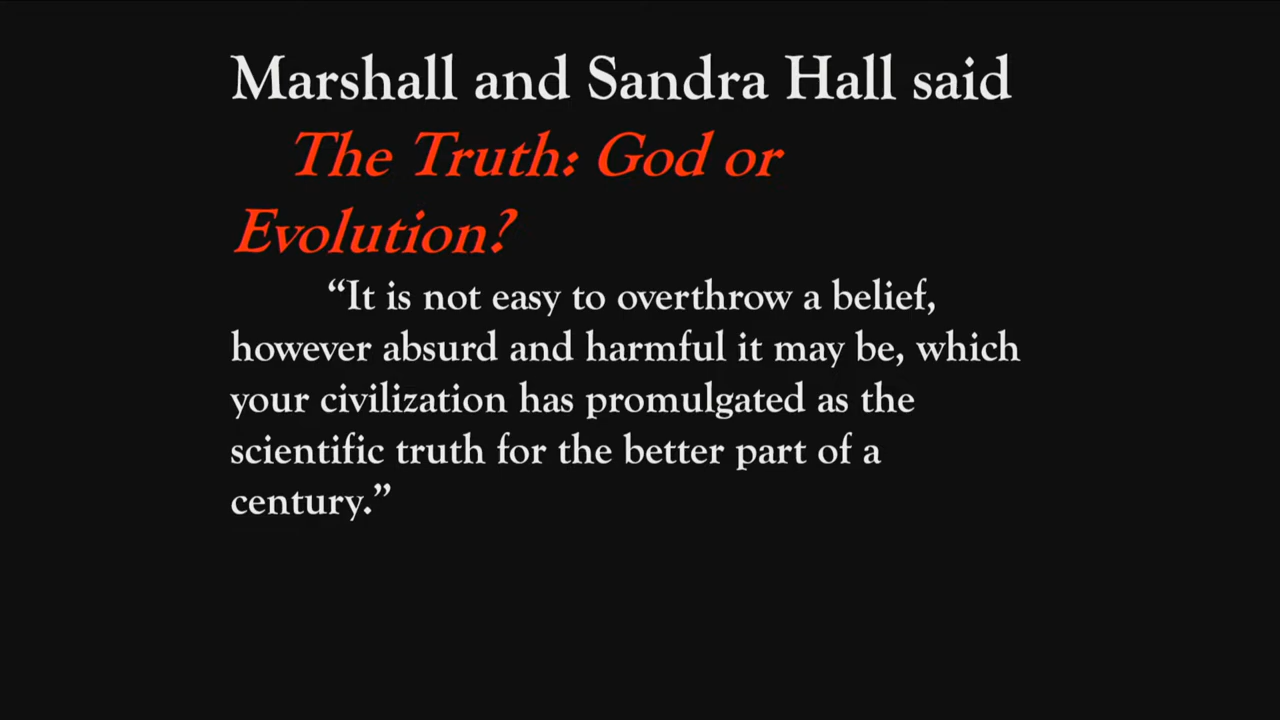 Marshall and Sandra Hall said
The Truth: God or
Evolution?
“It is not easy to overthrow a belief,
however absurd and harmful it may be, which
your civilization has promulgated as the
scientific truth for the better part of a
century.”